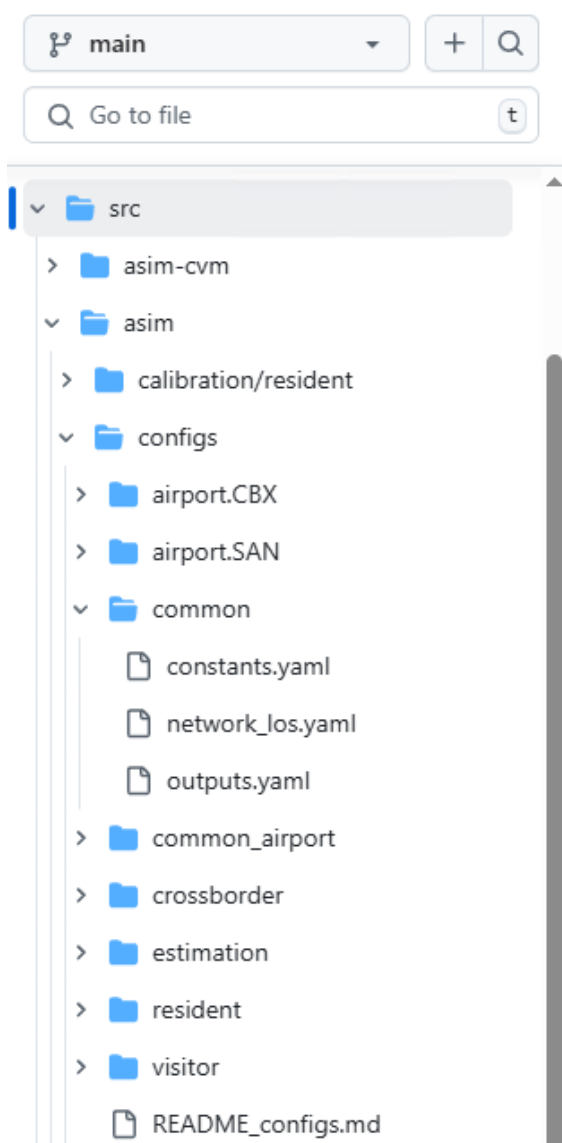 main
Go to file
t
src
asim-cvm
asim
calibration/resident
configs
airport.CBX
airport.SAN
common
constants.yaml
network_los.yaml
outputs.yaml
common_airport
crossborder
estimation
resident
visitor
README_configs.md